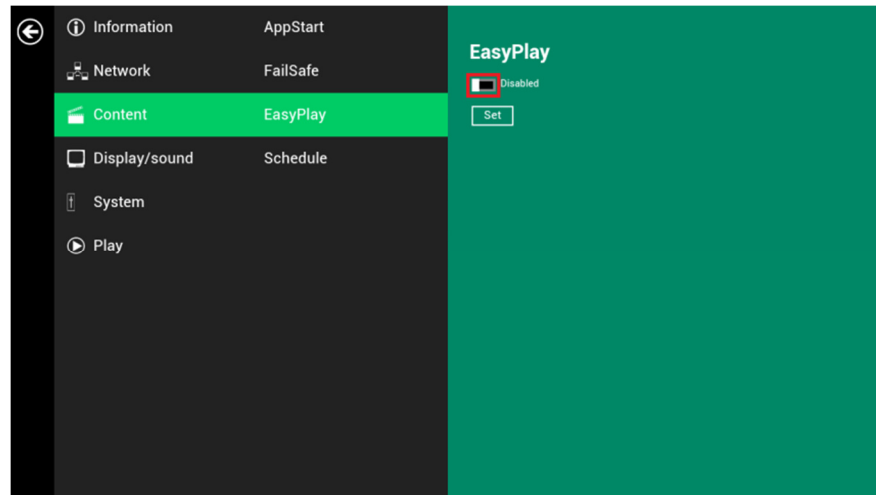 Information
AppStart
Network
FailSafe
Content
EasyPlay
Display/sound
Schedule
System
Play
EasyPlay
Disabled
Set